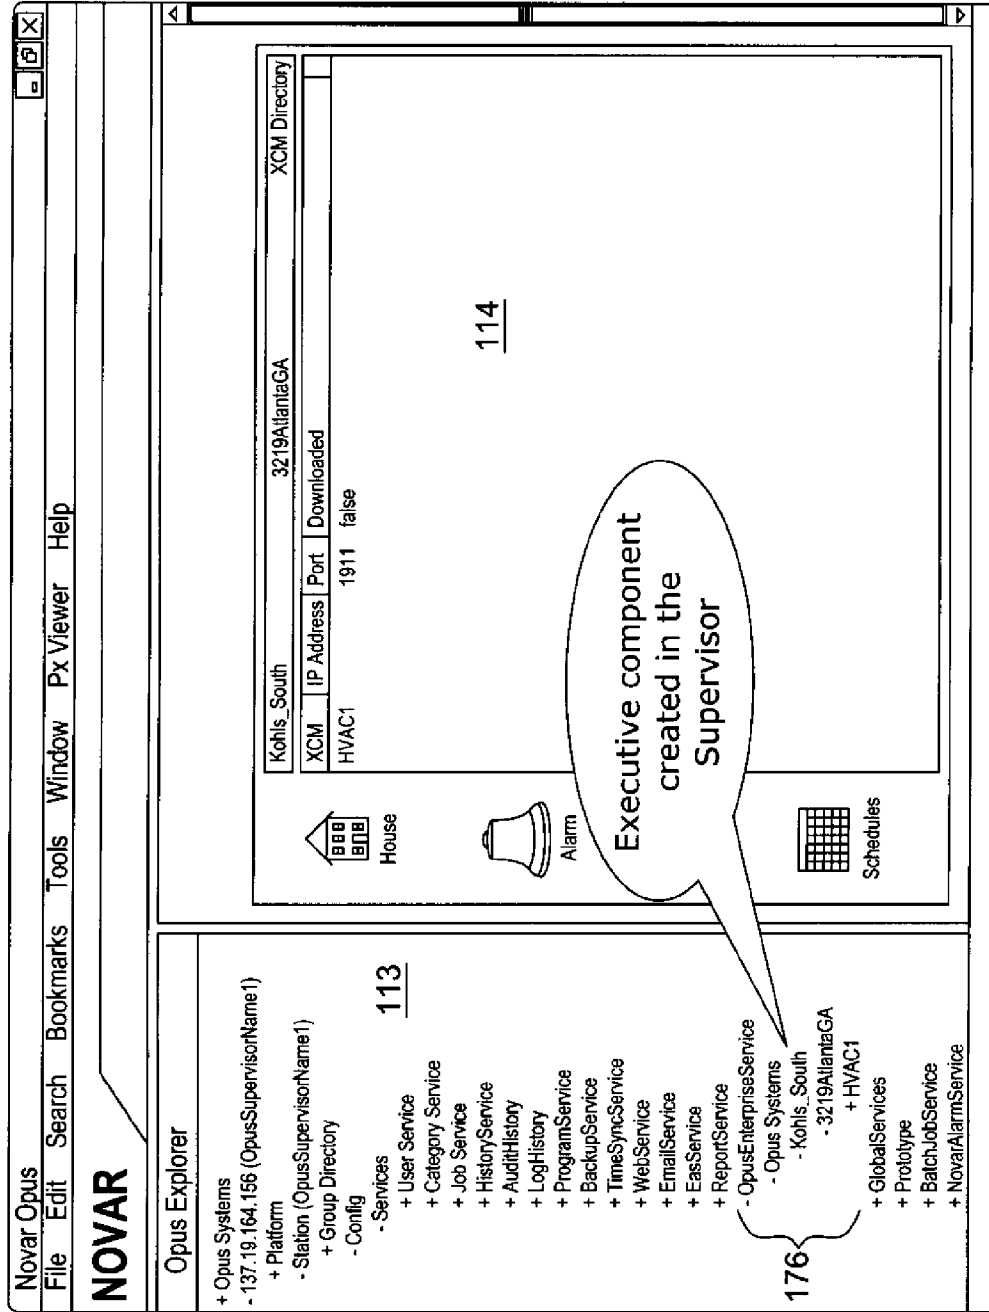 Novar Opus
File Edit Search Bookmarks Tools Window Px Viewer Help
NOVAR
Opus Explorer
+ Opus Systems
- 137.19.164.156 (OpusSupervisorName1)
+ Platform
- Station (OpusSupervisorName1)
+ Group Directory
- Config
- Services
+ User Service
+ Category Service
+ Job Service
+ HistoryService
+ AuditHistory
+ LogHistory
+ ProgramService
+ BackupService
+ TimeSyncService
+ WebService
+ EmailService
+ EasService
+ ReportService
- OpusEnterpriseService
- Opus Systems
- Kohls_South
- 3219AtlantaGA
+ HVAC1
+ GlobalServices
+ Prototype
+ BatchJobService
+ NovarAlarmService
113
176
House
Alarm
Schedules
Kohls_South 3219AtlantaGA XCM Directory
XCM IP Address Port Downloaded
HVAC1 1911 false
114
Executive component
created in the
Supervisor